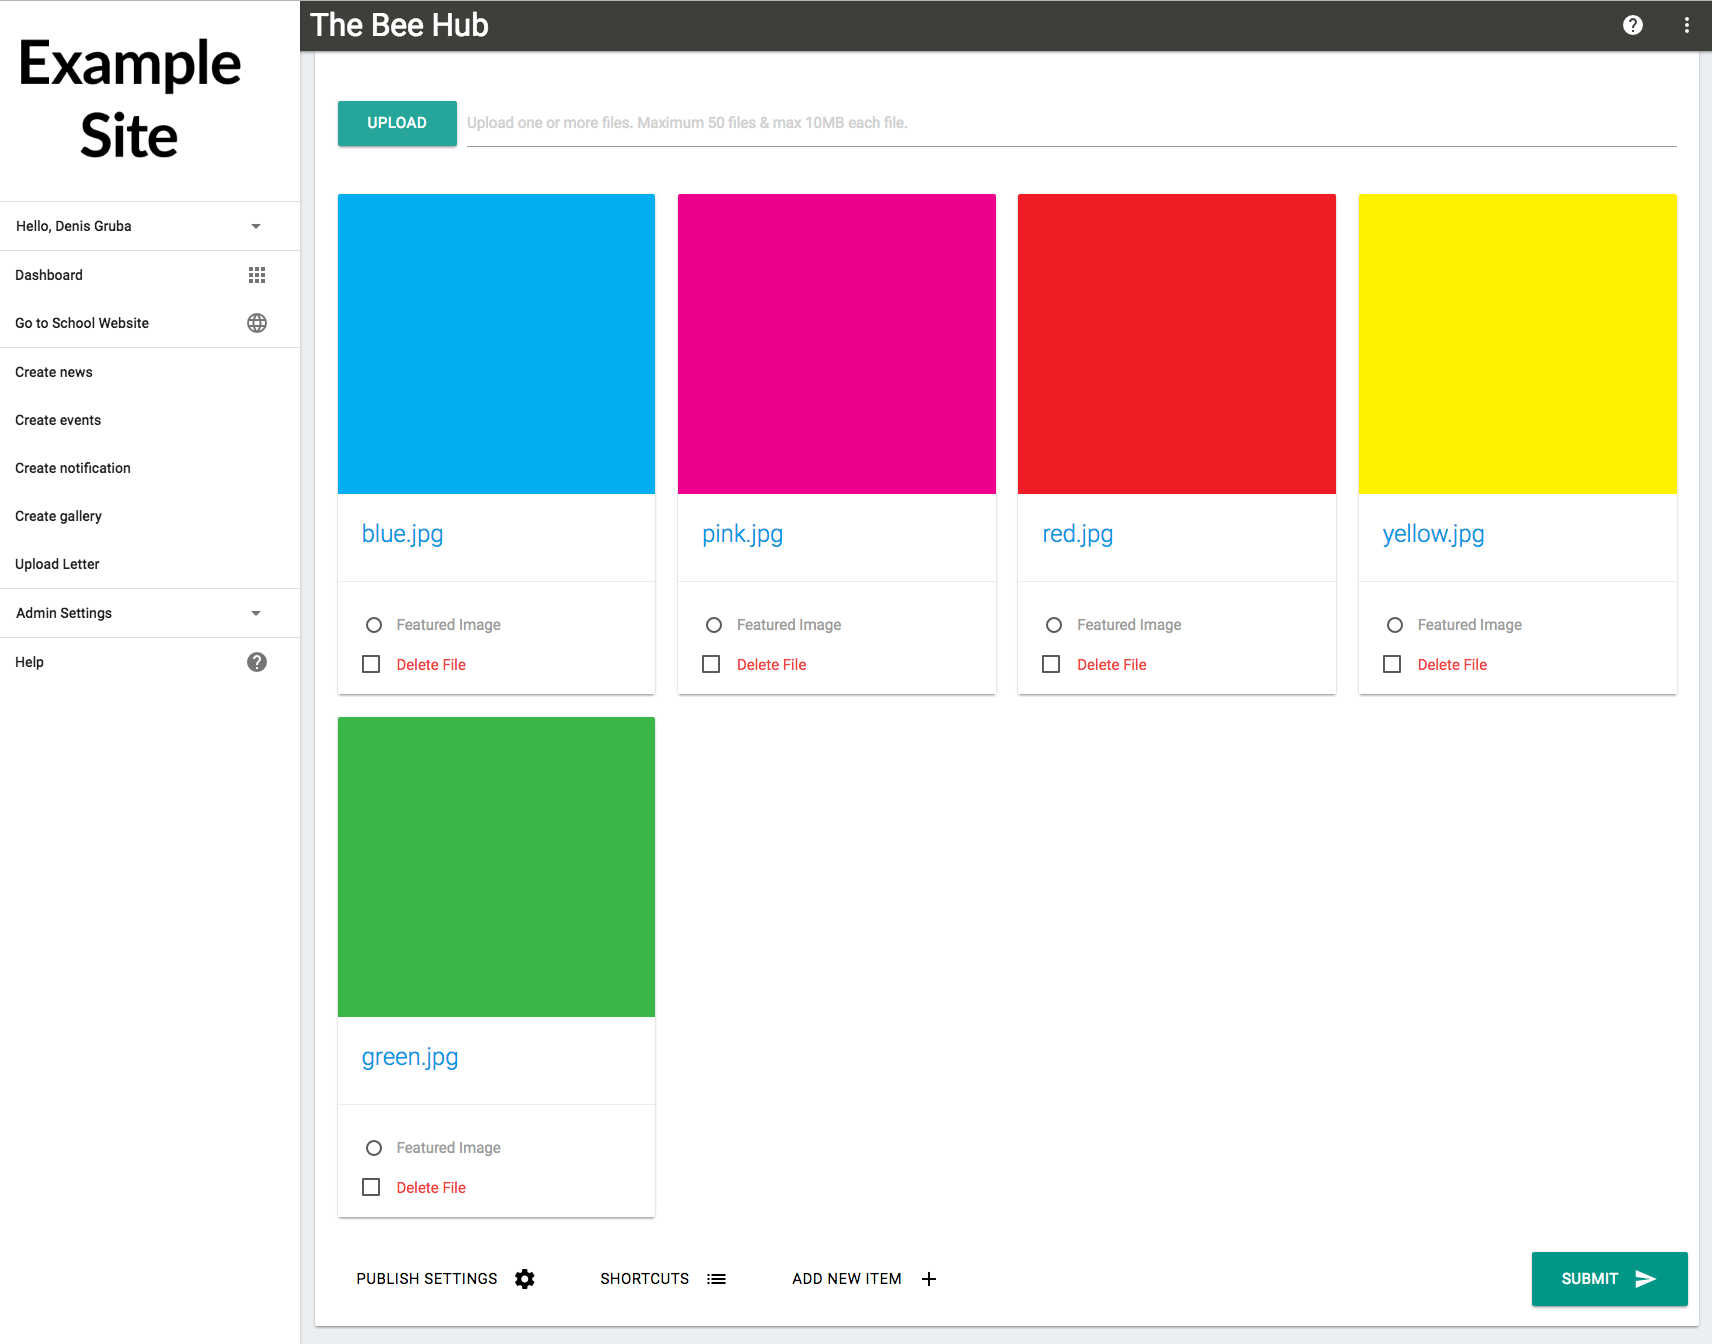 Example
Site
The Bee Hub
Hello, Denis Gruba
Dashboard
Go to School Website
Create news
Create events
Create notification
Create gallery
Upload Letter
Admin Settings
Help
UPLOAD
Upload one or more files. Maximum 50 files & max 10MB each file.
blue.jpg
Featured Image
Delete File
pink.jpg
Featured Image
Delete File
red.jpg
Featured Image
Delete File
yellow.jpg
Featured Image
Delete File
green.jpg
Featured Image
Delete File
PUBLISH SETTINGS
SHORTCUTS
ADD NEW ITEM
SUBMIT